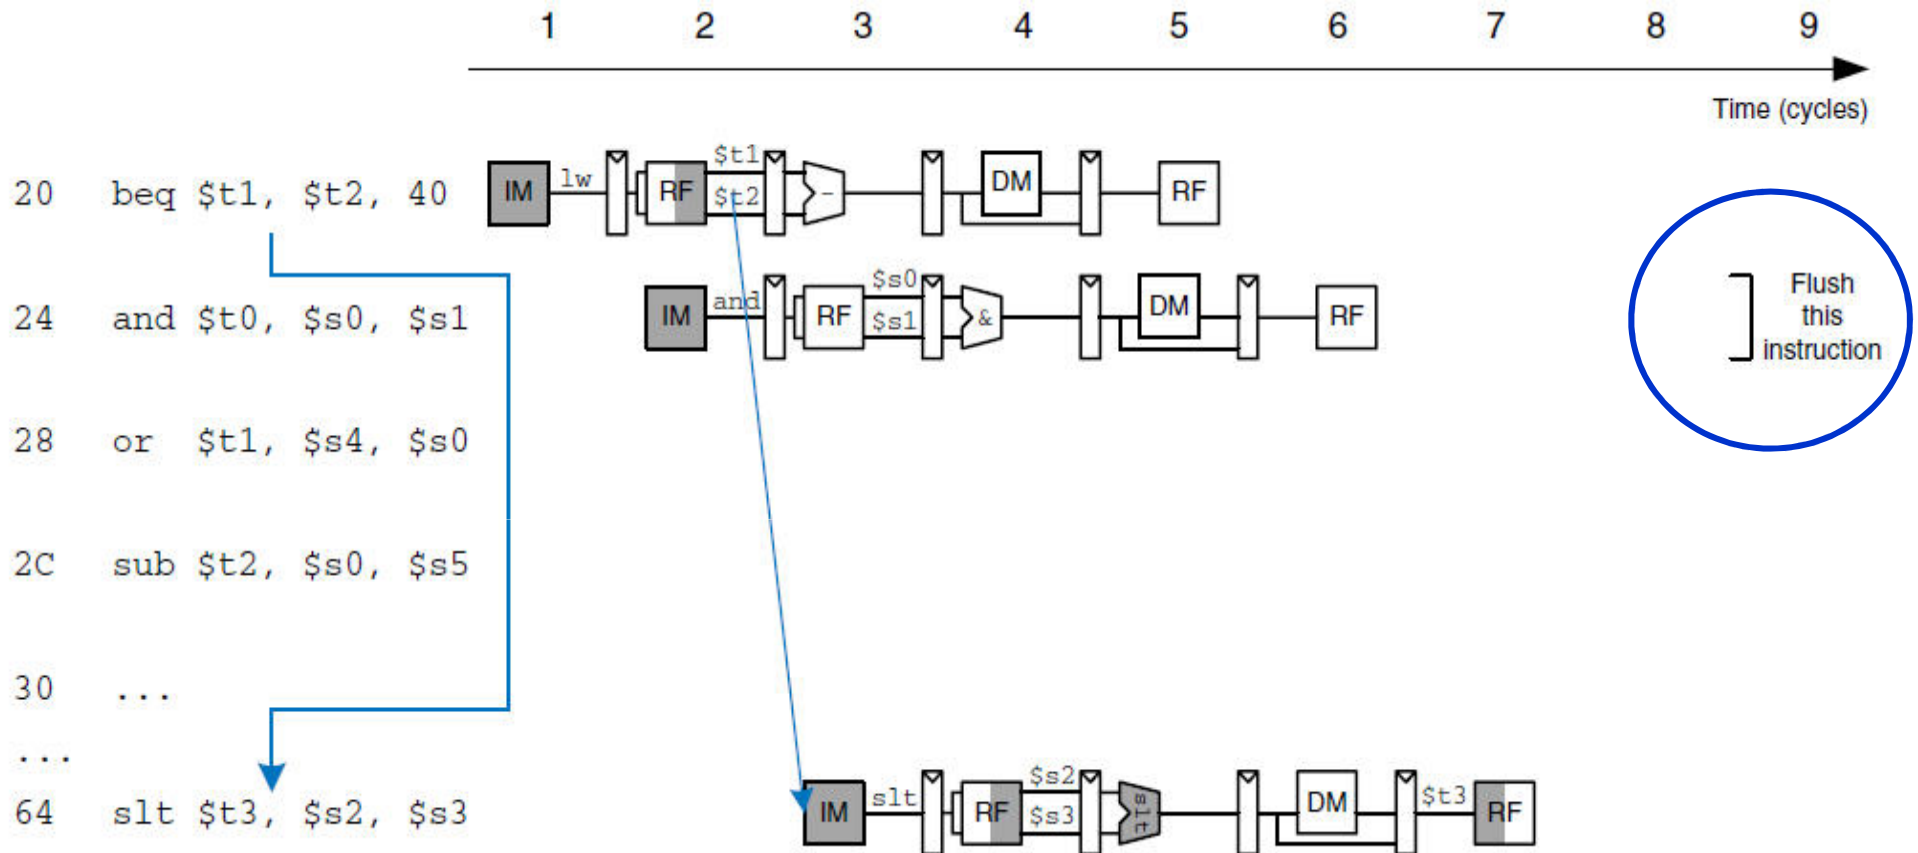 1 2 3 4 5 6 7 8 9
Time (cycles)
$t1
20 beq $t1, $t2, 40 IM lw RF $t2 - DM RF
$s0
24 and $t0, $s0, $s1 IM and RF $s1 & DM RF
Flush
this
instruction
28 or $t1, $s4, $s0
2C sub $t2, $s0, $s5
30 ...
...
$s2
64 slt $t3, $s2, $s3 IM slt RF $s3 slt DM $t3 RF